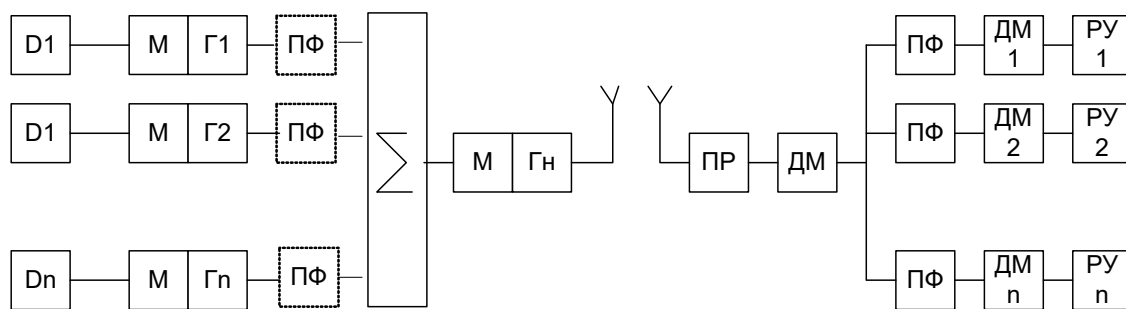 D1 М Г1 ПФ ПФ ДМ 1 РУ 1
D1 М Г2 ПФ ПФ ДМ 2 РУ 2
∑ М Гн ПР ДМ
Dn М Гn ПФ ПФ ДМ n РУ n